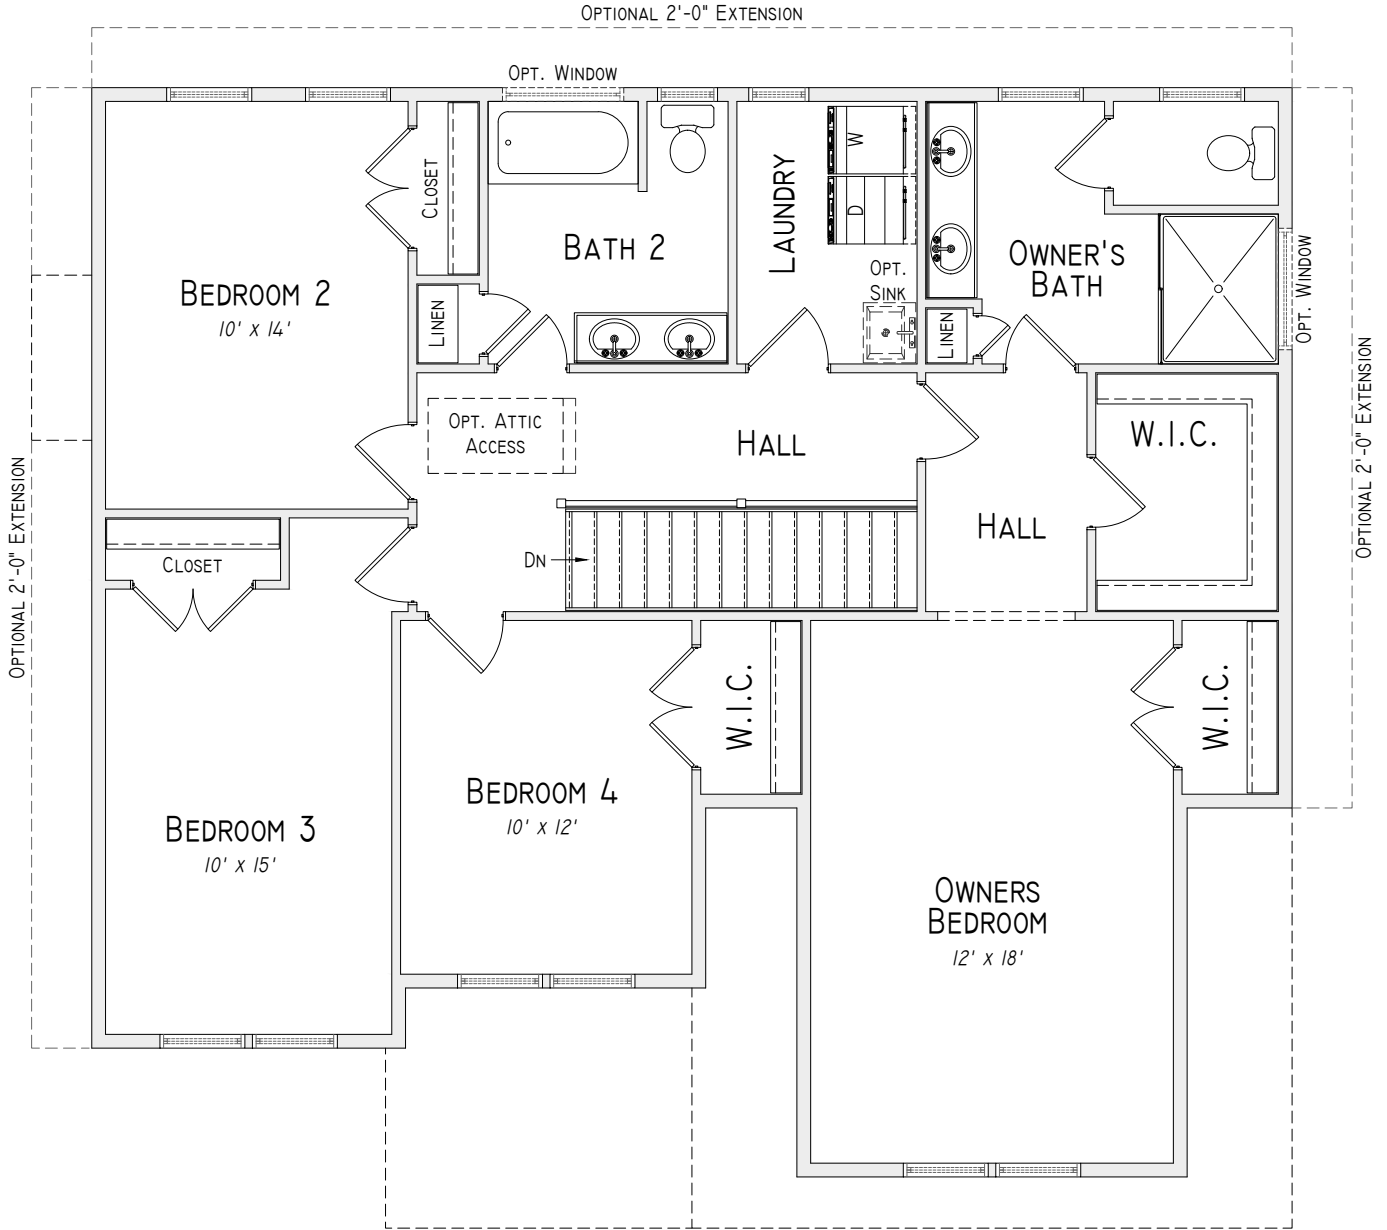 OPTIONAL 2'-0" EXTENSION
OPT. WINDOW
CLOSET
BEDROOM 2
10' X 14'
LINEN
BATH 2
LAUNDRY
W
D
OPT.
SINK
LINEN
OWNER'S
BATH
OPT. WINDOW
OPTIONAL 2'-0" EXTENSION
OPT. ATTIC
ACCESS
HALL
W.I.C.
HALL
DN
CLOSET
OPTIONAL 2'-0" EXTENSION
BEDROOM 3
10' X 15'
BEDROOM 4
10' X 12'
W.I.C.
W.I.C.
OWNERS
BEDROOM
12' X 18'